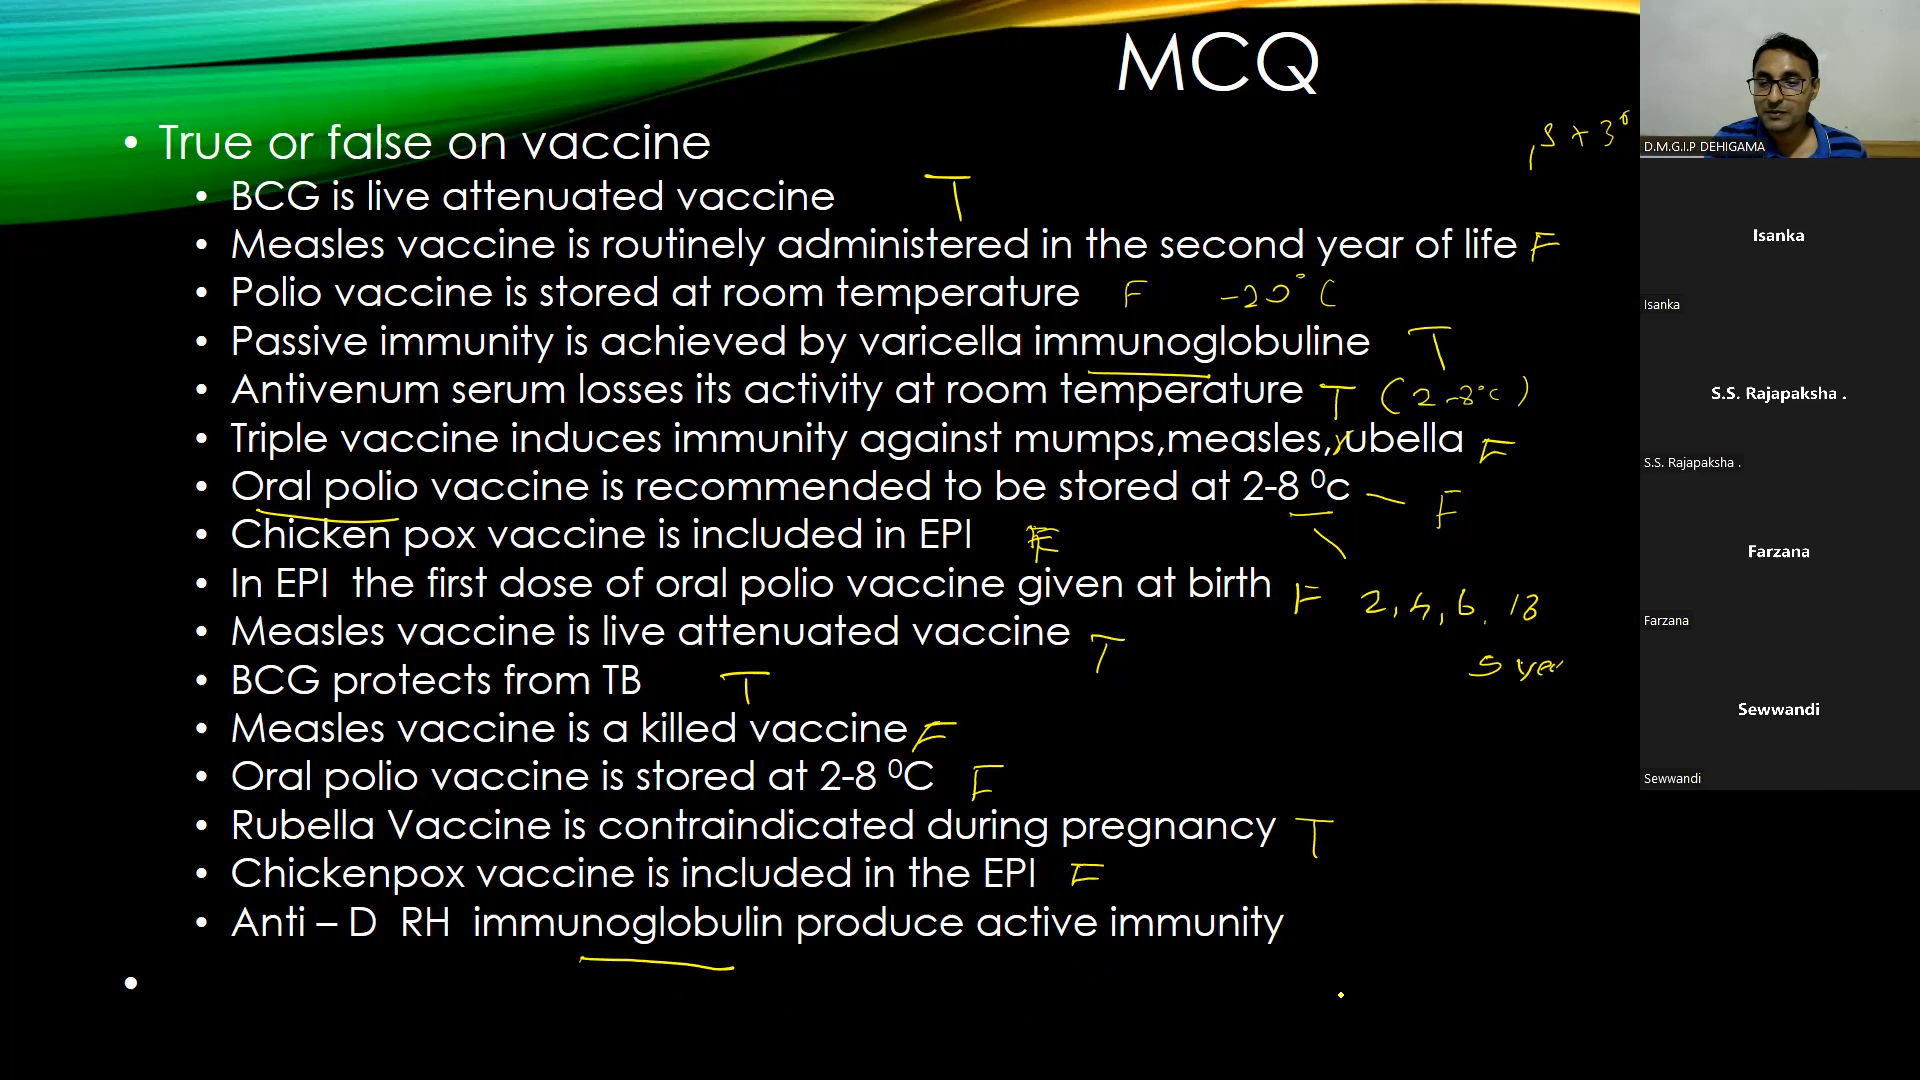 MCQ
• True or false on vaccine
1st + 3rd
• BCG is live attenuated vaccine T
• Measles vaccine is routinely administered in the second year of life F
• Polio vaccine is stored at room temperature F -20° C
• Passive immunity is achieved by varicella immunoglobuline T
• Antivenum serum losses its activity at room temperature T (2-8°c)
• Triple vaccine induces immunity against mumps,measles,rubella F
• Oral polio vaccine is recommended to be stored at 2-8 ⁰c — F
• Chicken pox vaccine is included in EPI F
• In EPI the first dose of oral polio vaccine given at birth F 2, 4, 6, 18
5 year
• Measles vaccine is live attenuated vaccine T
• BCG protects from TB T
• Measles vaccine is a killed vaccine F
• Oral polio vaccine is stored at 2-8 ⁰C F
• Rubella Vaccine is contraindicated during pregnancy T
• Chickenpox vaccine is included in the EPI F
• Anti – D RH immunoglobulin produce active immunity
•
D.M.G.I.P DEHIGAMA
Isanka
Isanka
S.S. Rajapaksha .
S.S. Rajapaksha .
Farzana
Farzana
Sewwandi
Sewwandi